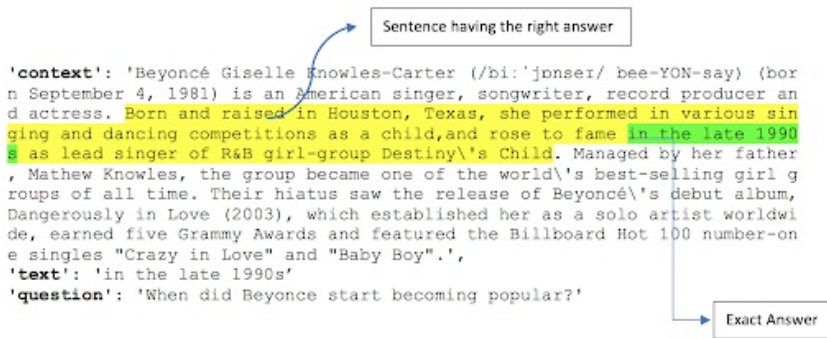 Sentence having the right answer
'context': 'Beyoncé Giselle Knowles-Carter (/biːˈjɒnseɪ/ bee-YON-say) (bor
n September 4, 1981) is an American singer, songwriter, record producer an
d actress. Born and raised in Houston, Texas, she performed in various sin
ging and dancing competitions as a child,and rose to fame in the late 1990
s as lead singer of R&B girl-group Destiny\'s Child. Managed by her father
, Mathew Knowles, the group became one of the world\'s best-selling girl g
roups of all time. Their hiatus saw the release of Beyoncé\'s debut album,
Dangerously in Love (2003), which established her as a solo artist worldwi
de, earned five Grammy Awards and featured the Billboard Hot 100 number-on
e singles "Crazy in Love" and "Baby Boy".',
'text': 'in the late 1990s’
'question': 'When did Beyonce start becoming popular?'
Exact Answer